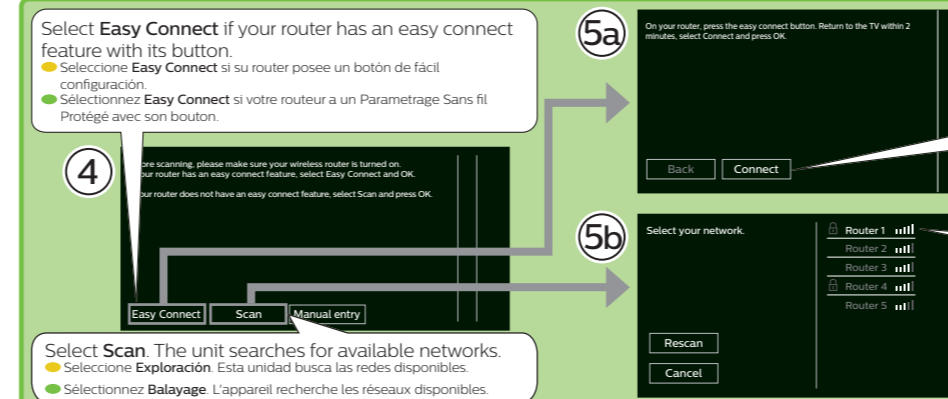 Select Easy Connect if your router has an easy connect
feature with its button.
Seleccione Easy Connect si su router posee un botón de fácil
configuración.
Sélectionnez Easy Connect si votre routeur a un Parametrage Sans fil
Protégé avec son bouton.
4
ore scanning, please make sure your wireless router is turned on.
our router has an easy connect feature, select Easy Connect and OK.
our router does not have an easy connect feature, select Scan and press OK.
Easy Connect Scan Manual entry
Select Scan. The unit searches for available networks.
Seleccione Exploración. Esta unidad busca las redes disponibles.
Sélectionnez Balayage. L'appareil recherche les réseaux disponibles.
5a
On your router, press the easy connect button. Return to the TV within 2
minutes, select Connect and press OK.
Back Connect
5b
Select your network.
Router 1
Router 2
Router 3
Router 4
Router 5
Rescan
Cancel